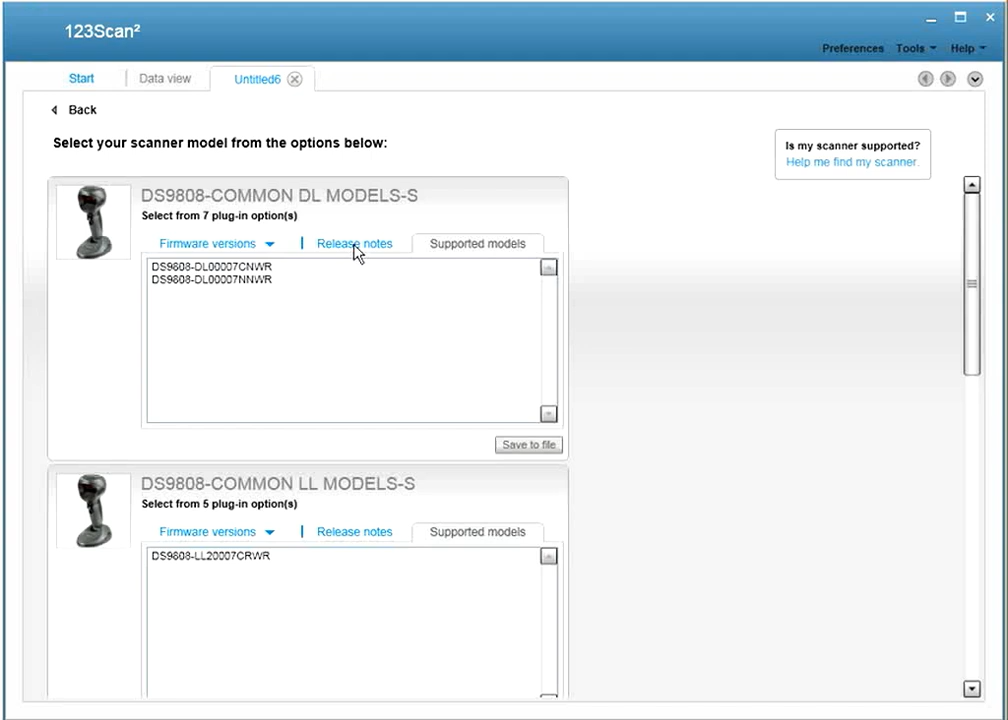 123Scan²
Preferences Tools Help
Start Data view Untitled6
Back
Select your scanner model from the options below:
Is my scanner supported?
Help me find my scanner.
DS9808-COMMON DL MODELS-S
Select from 7 plug-in option(s)
Firmware versions Release notes Supported models
DS9808-DL00007CNWR
DS9808-DL00007NNWR
Save to file
DS9808-COMMON LL MODELS-S
Select from 5 plug-in option(s)
Firmware versions Release notes Supported models
DS9808-LL20007CRWR